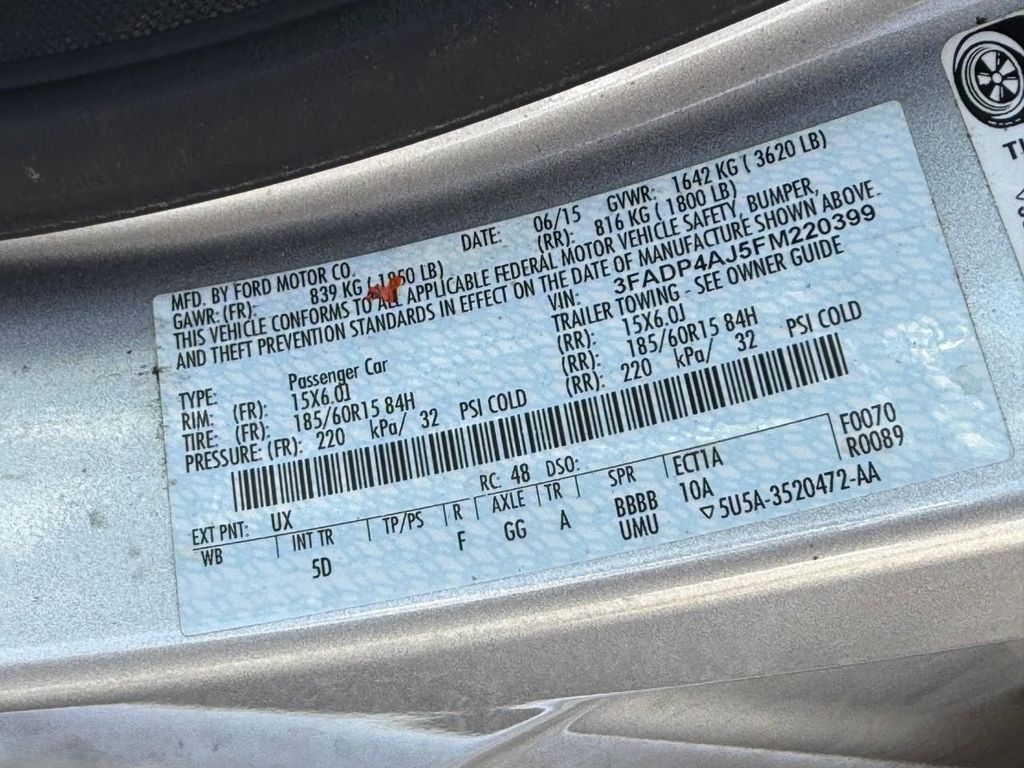 MFD. BY FORD MOTOR CO.
DATE: 06/15 GVWR: 1642 KG ( 3620 LB)
GAWR: (FR): 839 KG ( 1850 LB) (RR): 816 KG ( 1800 LB)
THIS VEHICLE CONFORMS TO ALL APPLICABLE FEDERAL MOTOR VEHICLE SAFETY, BUMPER,
AND THEFT PREVENTION STANDARDS IN EFFECT ON THE DATE OF MANUFACTURE SHOWN ABOVE.
VIN: 3FADP4AJ5FM220399
TYPE: Passenger Car TRAILER TOWING - SEE OWNER GUIDE
RIM: (FR): 15X6.0J (RR): 15X6.0J
TIRE: (FR): 185/60R15 84H (RR): 185/60R15 84H
PRESSURE: (FR): 220 kPa/ 32 PSI COLD (RR): 220 kPa/ 32 PSI COLD
EXT PNT: UX RC: 48 DSO: F0070
WB INT TR TP/PS R AXLE TR SPR ECT1A R0089
5D F GG A BBBB 10A
UMU ▽5U5A-3520472-AA